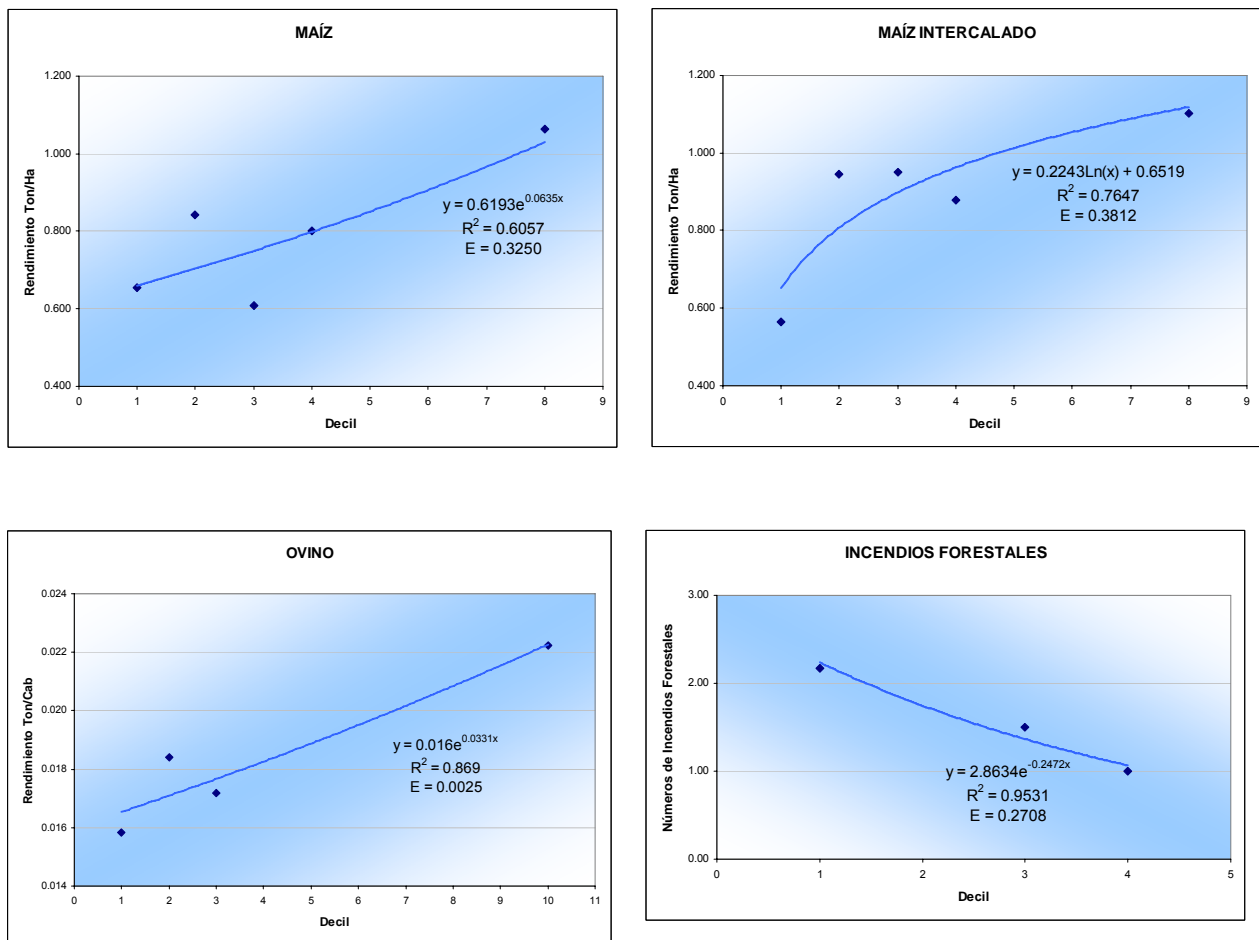 MAÍZ
Rendimiento Ton/Ha
1.200
1.000
0.800
0.600
0.400
y = 0.6193e^0.0635x
R² = 0.6057
E = 0.3250
0 1 2 3 4 5 6 7 8 9
Decil
MAÍZ INTERCALADO
Rendimiento Ton/Ha
1.200
1.000
0.800
0.600
0.400
y = 0.2243Ln(x) + 0.6519
R² = 0.7647
E = 0.3812
0 1 2 3 4 5 6 7 8 9
Decil
OVINO
Rendimiento Ton/Cab
0.024
0.022
0.020
0.018
0.016
0.014
y = 0.016e^0.0331x
R² = 0.869
E = 0.0025
0 1 2 3 4 5 6 7 8 9 10 11
Decil
INCENDIOS FORESTALES
Números de Incendios Forestales
3.00
2.00
1.00
0.00
y = 2.8634e^-0.2472x
R² = 0.9531
E = 0.2708
0 1 2 3 4 5
Decil